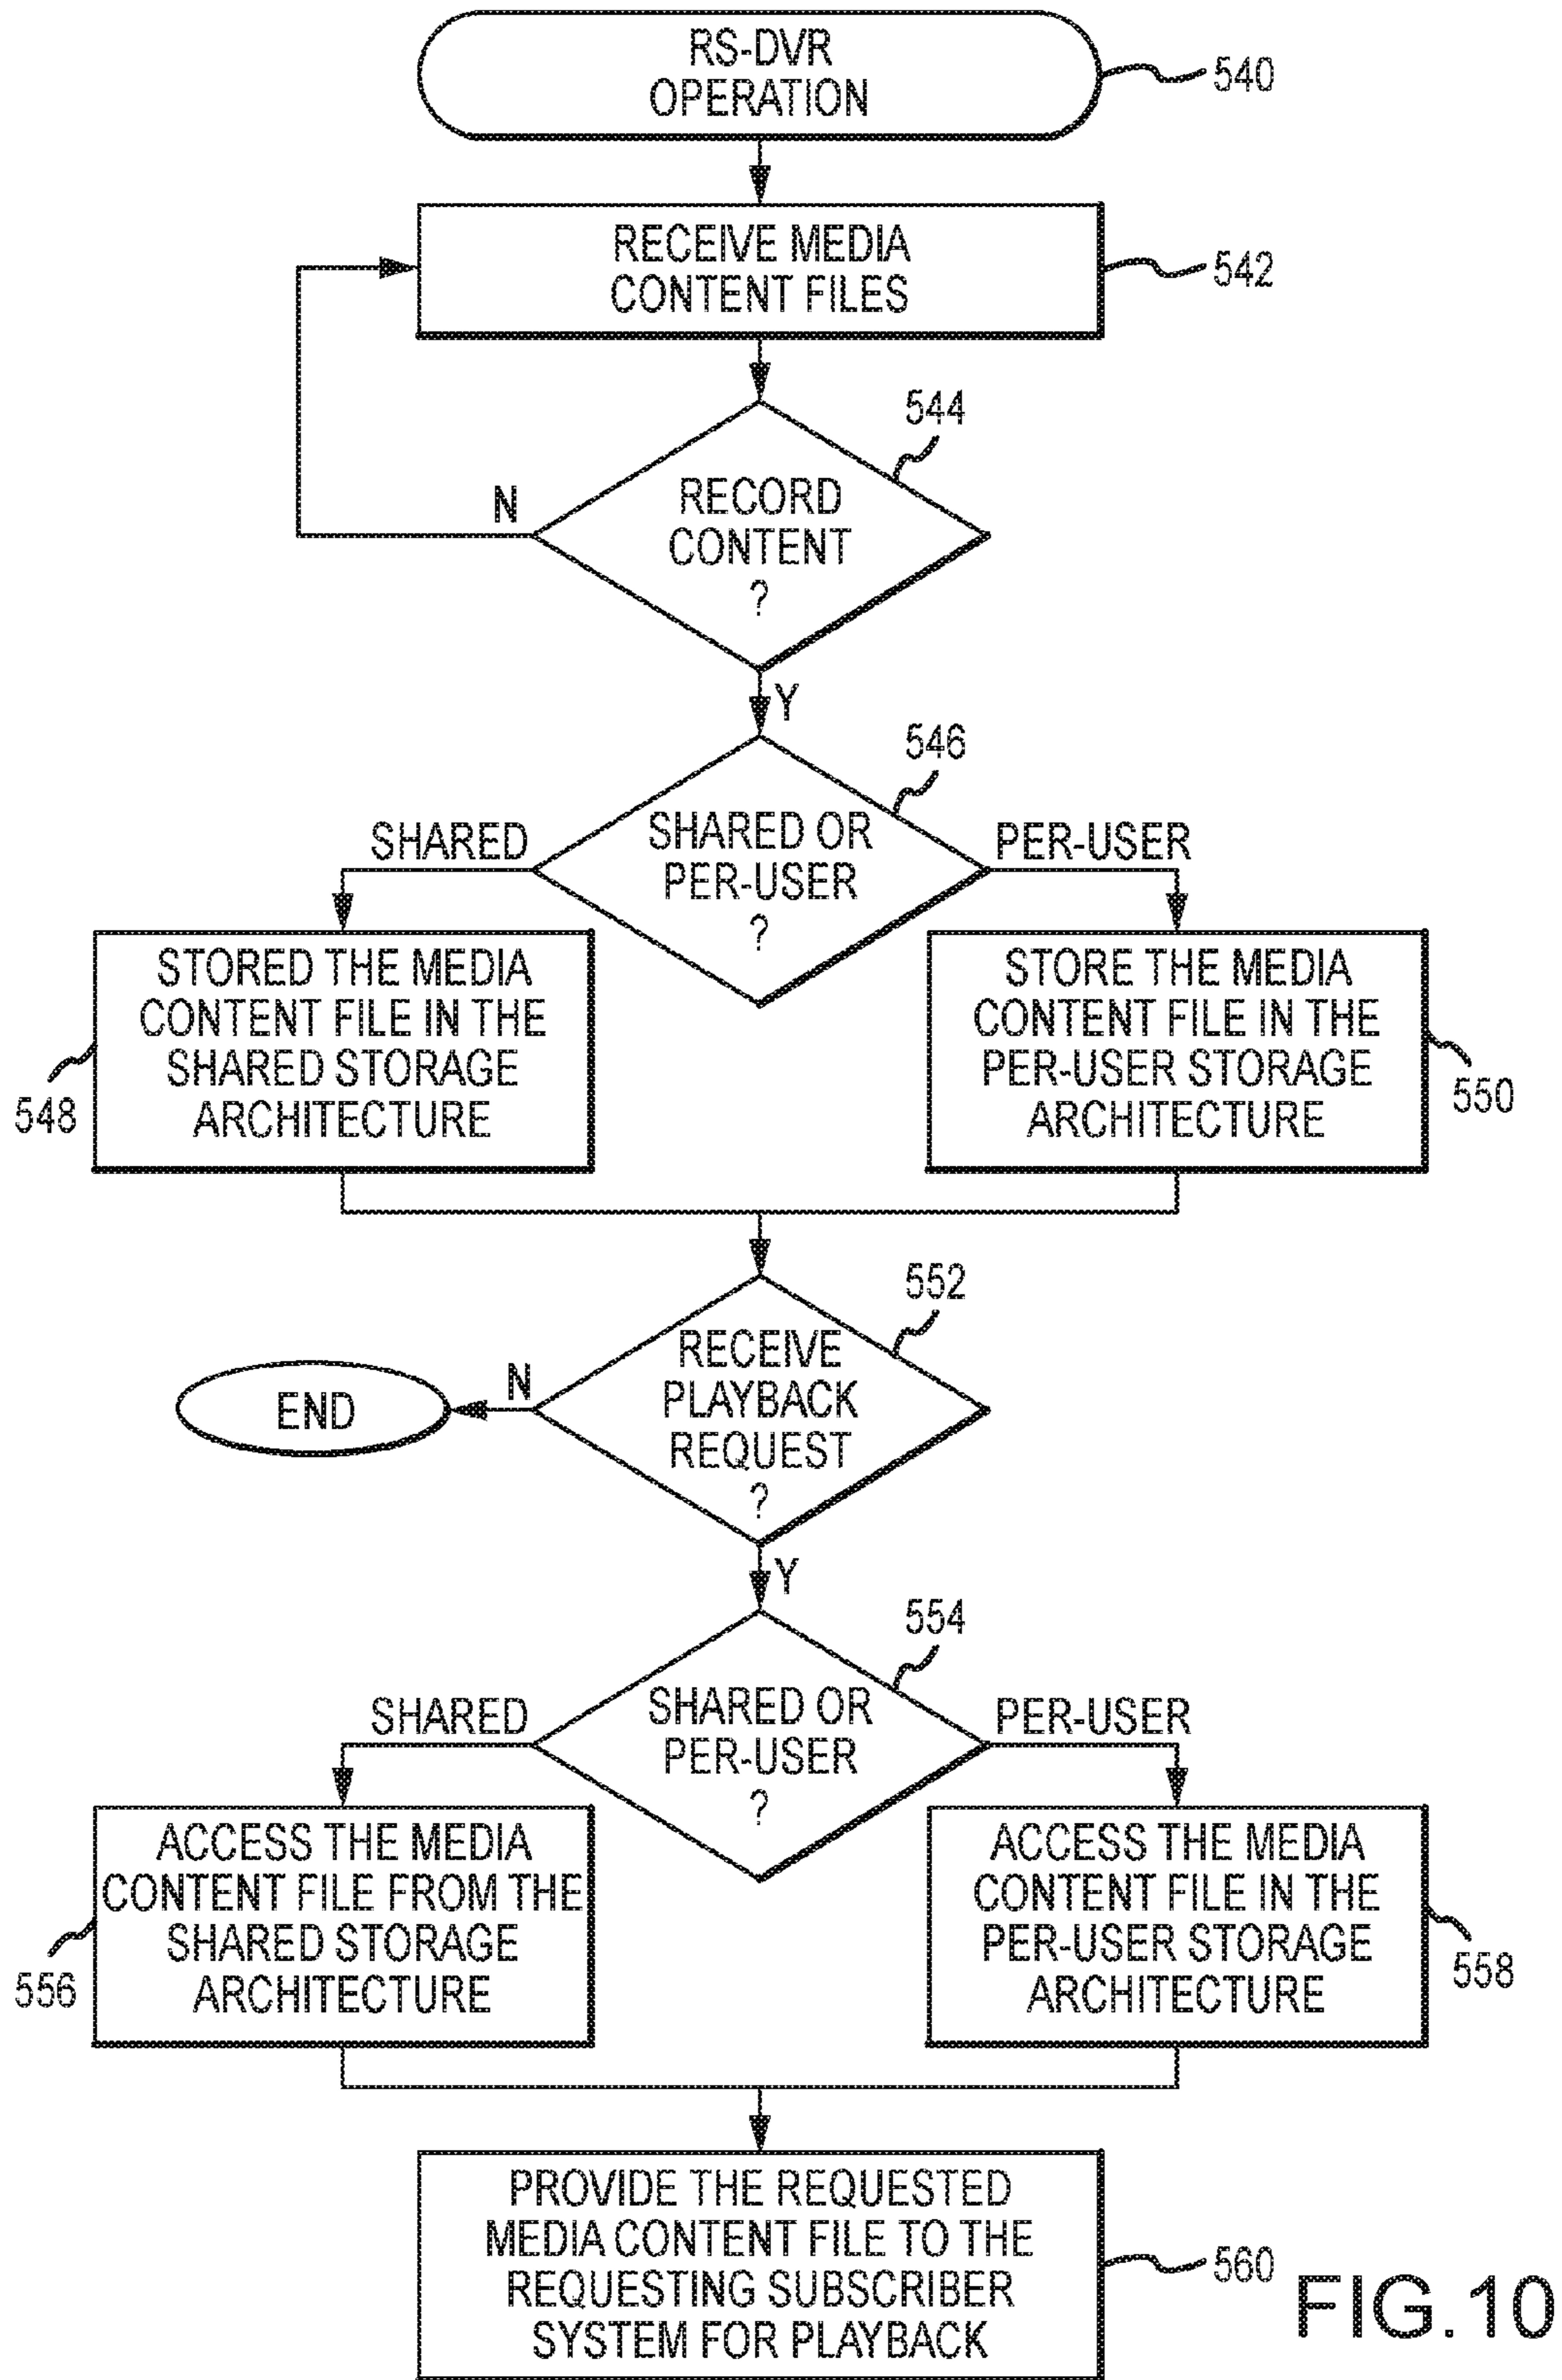 RS-DVR
OPERATION
540
RECEIVE MEDIA
CONTENT FILES
542
544
RECORD
CONTENT
?
N
Y
546
SHARED OR
PER-USER
?
SHARED
PER-USER
STORED THE MEDIA
CONTENT FILE IN THE
SHARED STORAGE
ARCHITECTURE
548
STORE THE MEDIA
CONTENT FILE IN THE
PER-USER STORAGE
ARCHITECTURE
550
552
RECEIVE
PLAYBACK
REQUEST
?
N
END
Y
554
SHARED OR
PER-USER
?
SHARED
PER-USER
ACCESS THE MEDIA
CONTENT FILE FROM THE
SHARED STORAGE
ARCHITECTURE
556
ACCESS THE MEDIA
CONTENT FILE IN THE
PER-USER STORAGE
ARCHITECTURE
558
PROVIDE THE REQUESTED
MEDIA CONTENT FILE TO THE
REQUESTING SUBSCRIBER
SYSTEM FOR PLAYBACK
560
FIG.10